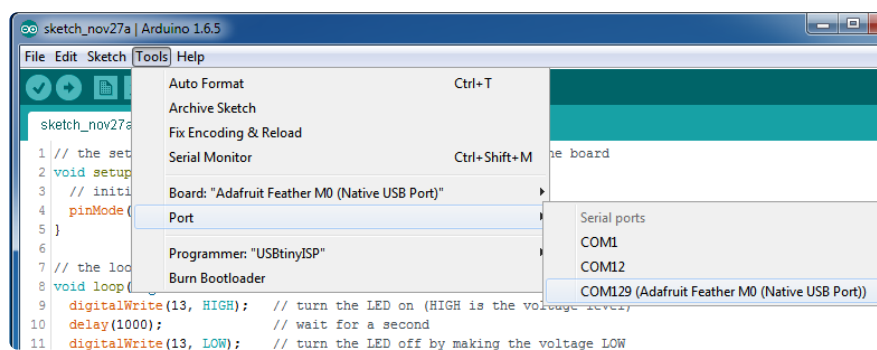 sketch_nov27a | Arduino 1.6.5
File Edit Sketch Tools Help
Auto Format Ctrl+T
Archive Sketch
sketch_nov27a Fix Encoding & Reload
1 // the set Serial Monitor Ctrl+Shift+M he board
2 void setup
3 // initi Board: "Adafruit Feather M0 (Native USB Port)"
4 pinMode( Port Serial ports
5 }
COM1
6 Programmer: "USBtinyISP" COM12
7 // the loo
8 void loop( Burn Bootloader COM129 (Adafruit Feather M0 (Native USB Port))
9 digitalWrite(13, HIGH); // turn the LED on (HIGH is the voltage level)
10 delay(1000); // wait for a second
11 digitalWrite(13, LOW); // turn the LED off by making the voltage LOW